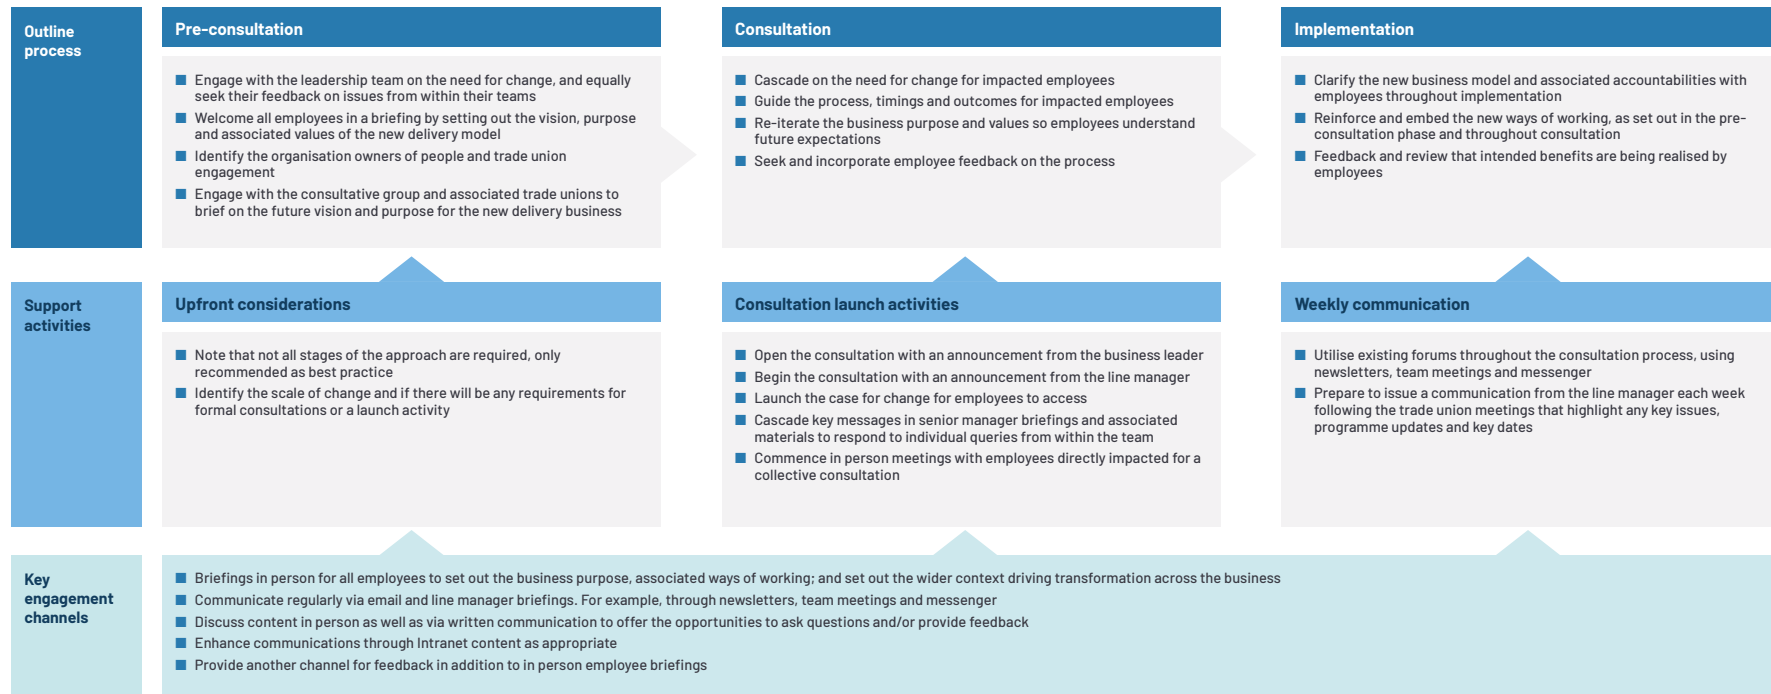 Outline
process
Pre-consultation
■ Engage with the leadership team on the need for change, and equally
seek their feedback on issues from within their teams
■ Welcome all employees in a briefing by setting out the vision, purpose
and associated values of the new delivery model
■ Identify the organisation owners of people and trade union
engagement
■ Engage with the consultative group and associated trade unions to
brief on the future vision and purpose for the new delivery business
Consultation
■ Cascade on the need for change for impacted employees
■ Guide the process, timings and outcomes for impacted employees
■ Re-iterate the business purpose and values so employees understand
future expectations
■ Seek and incorporate employee feedback on the process
Implementation
■ Clarify the new business model and associated accountabilities with
employees throughout implementation
■ Reinforce and embed the new ways of working, as set out in the pre-
consultation phase and throughout consultation
■ Feedback and review that intended benefits are being realised by
employees
Support
activities
Upfront considerations
■ Note that not all stages of the approach are required, only
recommended as best practice
■ Identify the scale of change and if there will be any requirements for
formal consultations or a launch activity
Consultation launch activities
■ Open the consultation with an announcement from the business leader
■ Begin the consultation with an announcement from the line manager
■ Launch the case for change for employees to access
■ Cascade key messages in senior manager briefings and associated
materials to respond to individual queries from within the team
■ Commence in person meetings with employees directly impacted for a
collective consultation
Weekly communication
■ Utilise existing forums throughout the consultation process, using
newsletters, team meetings and messenger
■ Prepare to issue a communication from the line manager each week
following the trade union meetings that highlight any key issues,
programme updates and key dates
Key
engagement
channels
■ Briefings in person for all employees to set out the business purpose, associated ways of working; and set out the wider context driving transformation across the business
■ Communicate regularly via email and line manager briefings. For example, through newsletters, team meetings and messenger
■ Discuss content in person as well as via written communication to offer the opportunities to ask questions and/or provide feedback
■ Enhance communications through Intranet content as appropriate
■ Provide another channel for feedback in addition to in person employee briefings